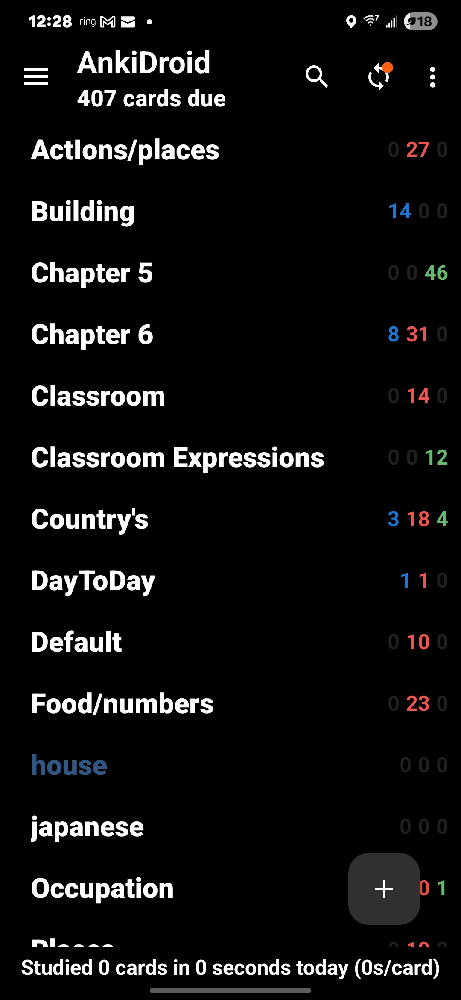 12:28 ring 18
AnkiDroid
407 cards due
ActIons/places 0 27 0
Building 14 0 0
Chapter 5 0 0 46
Chapter 6 8 31 0
Classroom 0 14 0
Classroom Expressions 0 0 12
Country's 3 18 4
DayToDay 1 1 0
Default 0 10 0
Food/numbers 0 23 0
house 0 0 0
japanese 0 0 0
Occupation 0 1
Studied 0 cards in 0 seconds today (0s/card)